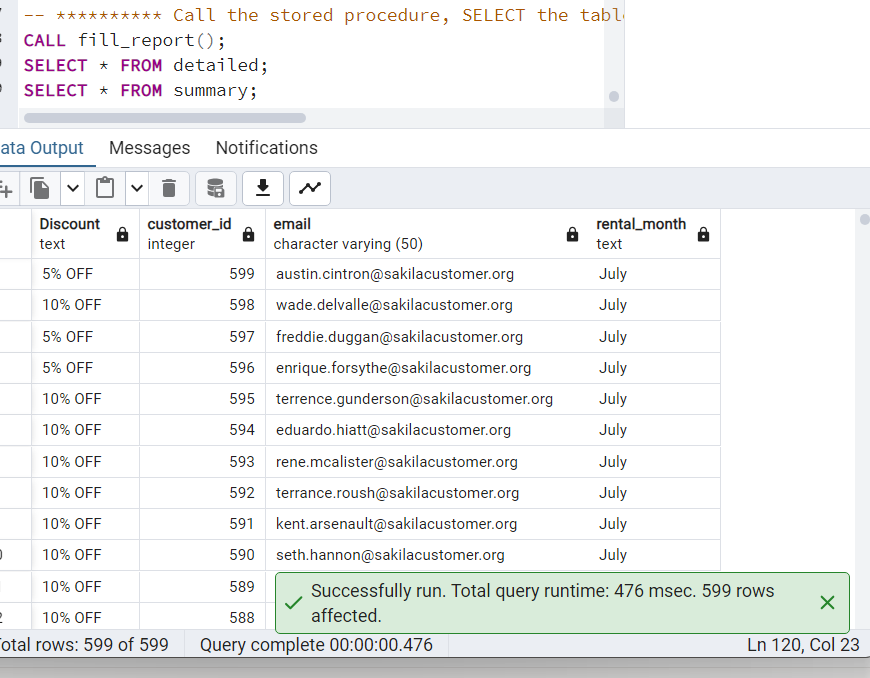 -- ********** Call the stored procedure, SELECT the
CALL fill_report();
SELECT * FROM detailed;
SELECT * FROM summary;
Data Output Messages Notifications
Discount customer_id email rental_month
text integer character varying (50) text
5% OFF 599 austin.cintron@sakilacustomer.org July
10% OFF 598 wade.delvalle@sakilacustomer.org July
5% OFF 597 freddie.duggan@sakilacustomer.org July
5% OFF 596 enrique.forsythe@sakilacustomer.org July
10% OFF 595 terrence.gunderson@sakilacustomer.org July
10% OFF 594 eduardo.hiatt@sakilacustomer.org July
10% OFF 593 rene.mcalister@sakilacustomer.org July
10% OFF 592 terrance.roush@sakilacustomer.org July
10% OFF 591 kent.arsenault@sakilacustomer.org July
10% OFF 590 seth.hannon@sakilacustomer.org July
10% OFF 589
10% OFF 588
Successfully run. Total query runtime: 476 msec. 599 rows
affected.
Total rows: 599 of 599 Query complete 00:00:00.476 Ln 120, Col 23